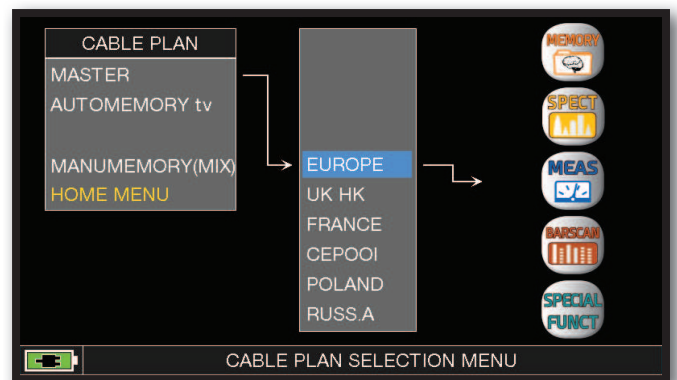 CABLE PLAN
MASTER
AUTOMEMORY tv
MANUMEMORY(MIX)
HOME MENU
EUROPE
UK HK
FRANCE
CEPOOI
POLAND
RUSS.A
MEMORY
SPECT
MEAS
BARSCAN
SPECIAL
FUNCT
CABLE PLAN SELECTION MENU